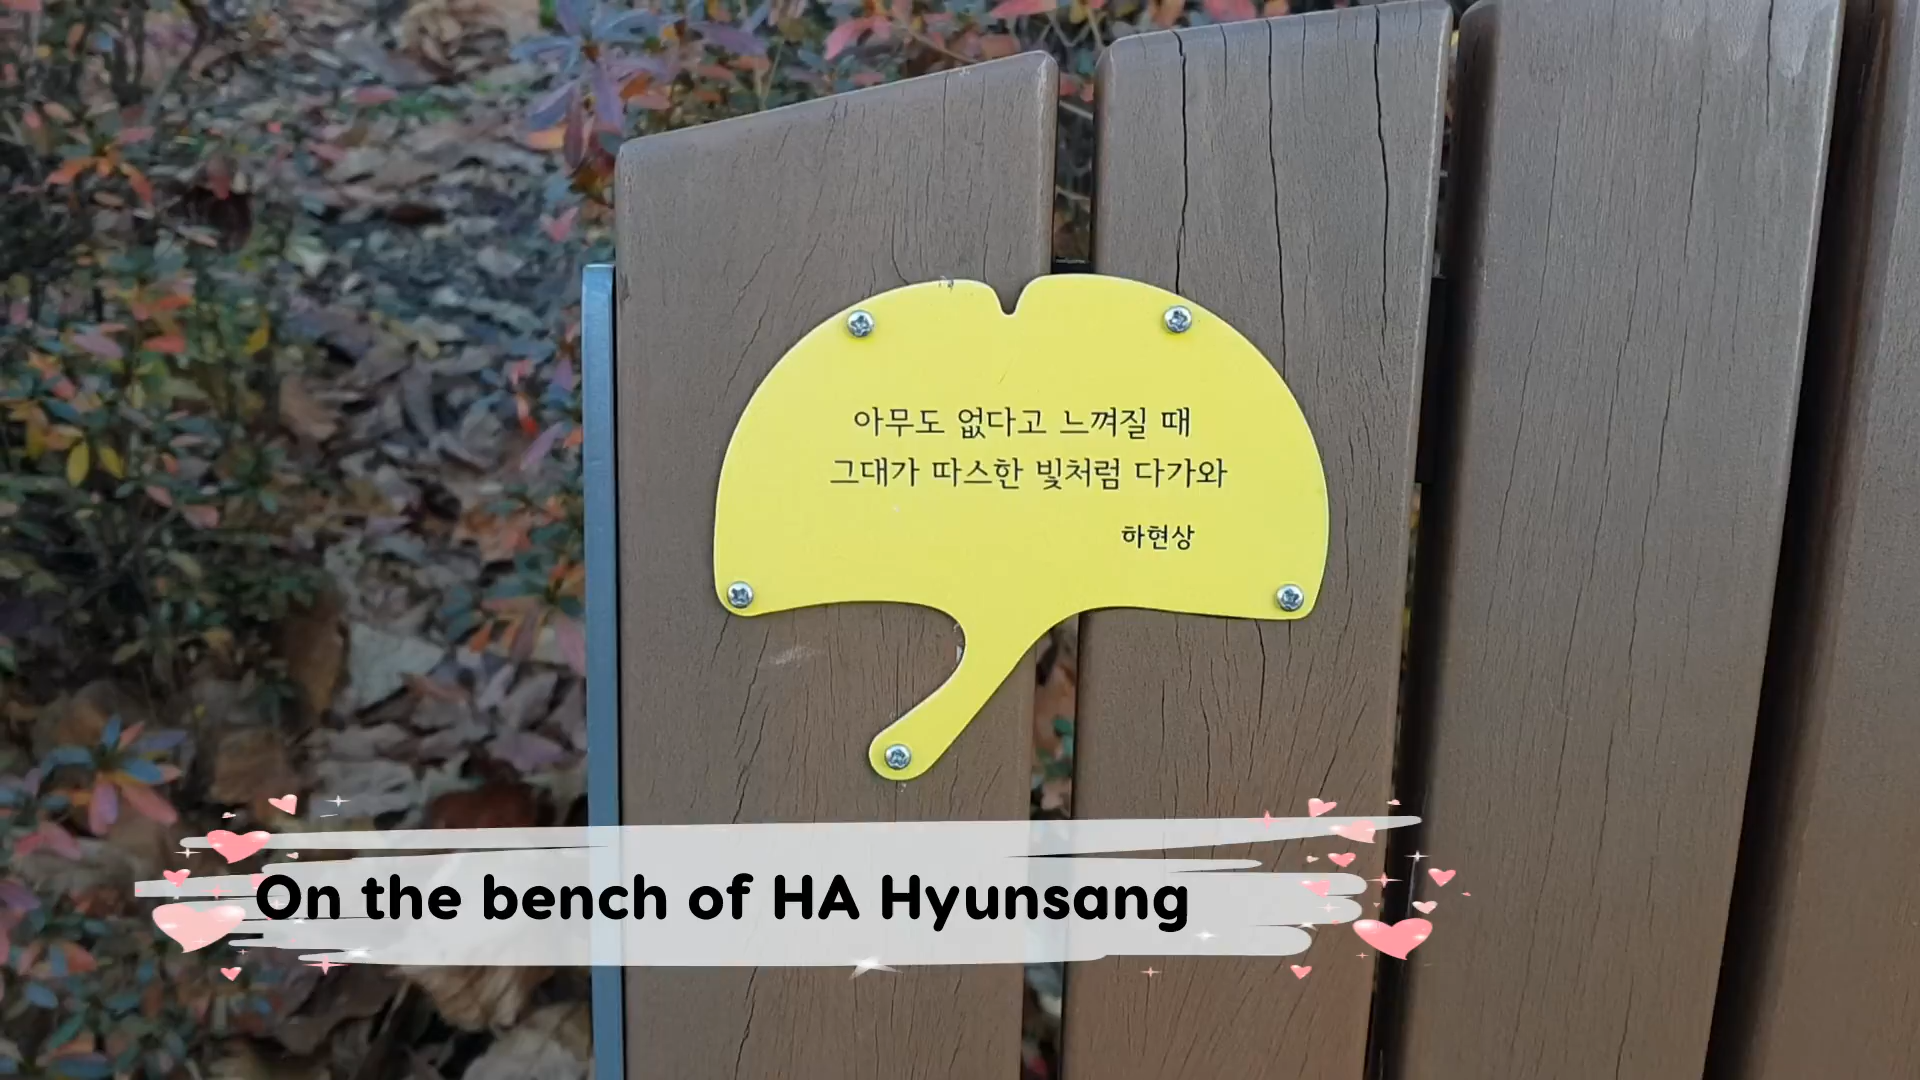 아무도 없다고 느껴질 때
그대가 따스한 빛처럼 다가와
하현상
On the bench of HA Hyunsang